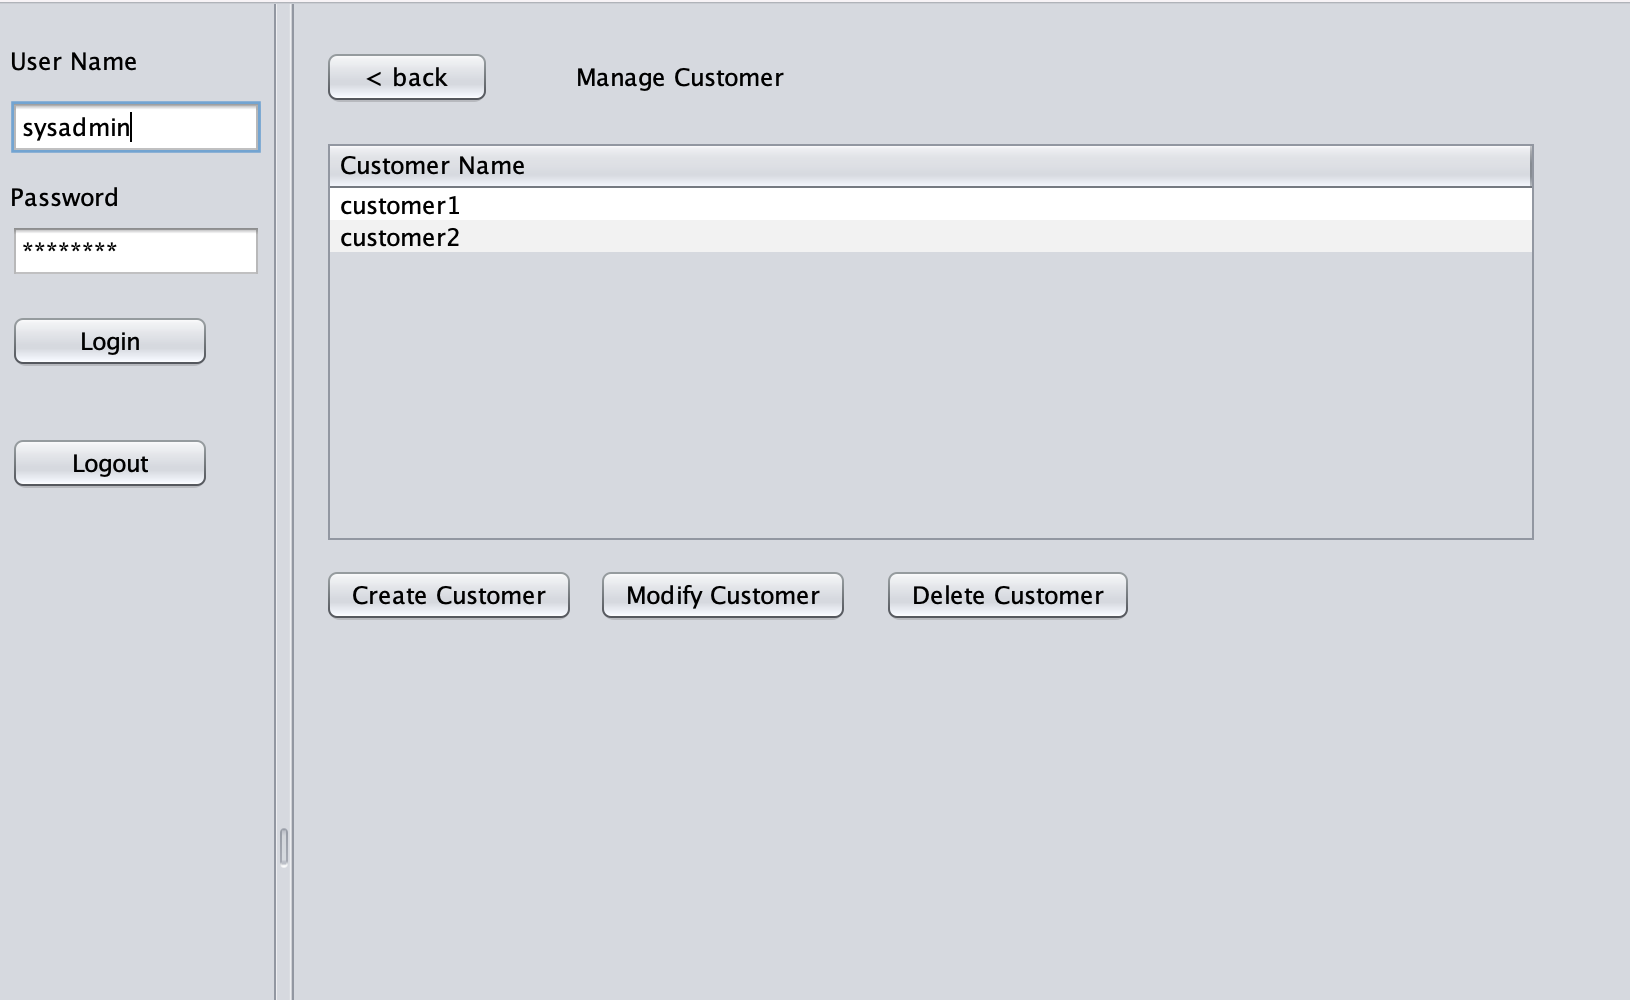 User Name
sysadmin
Password
********
Login
Logout
< back
Manage Customer
Customer Name
customer1
customer2
Create Customer
Modify Customer
Delete Customer